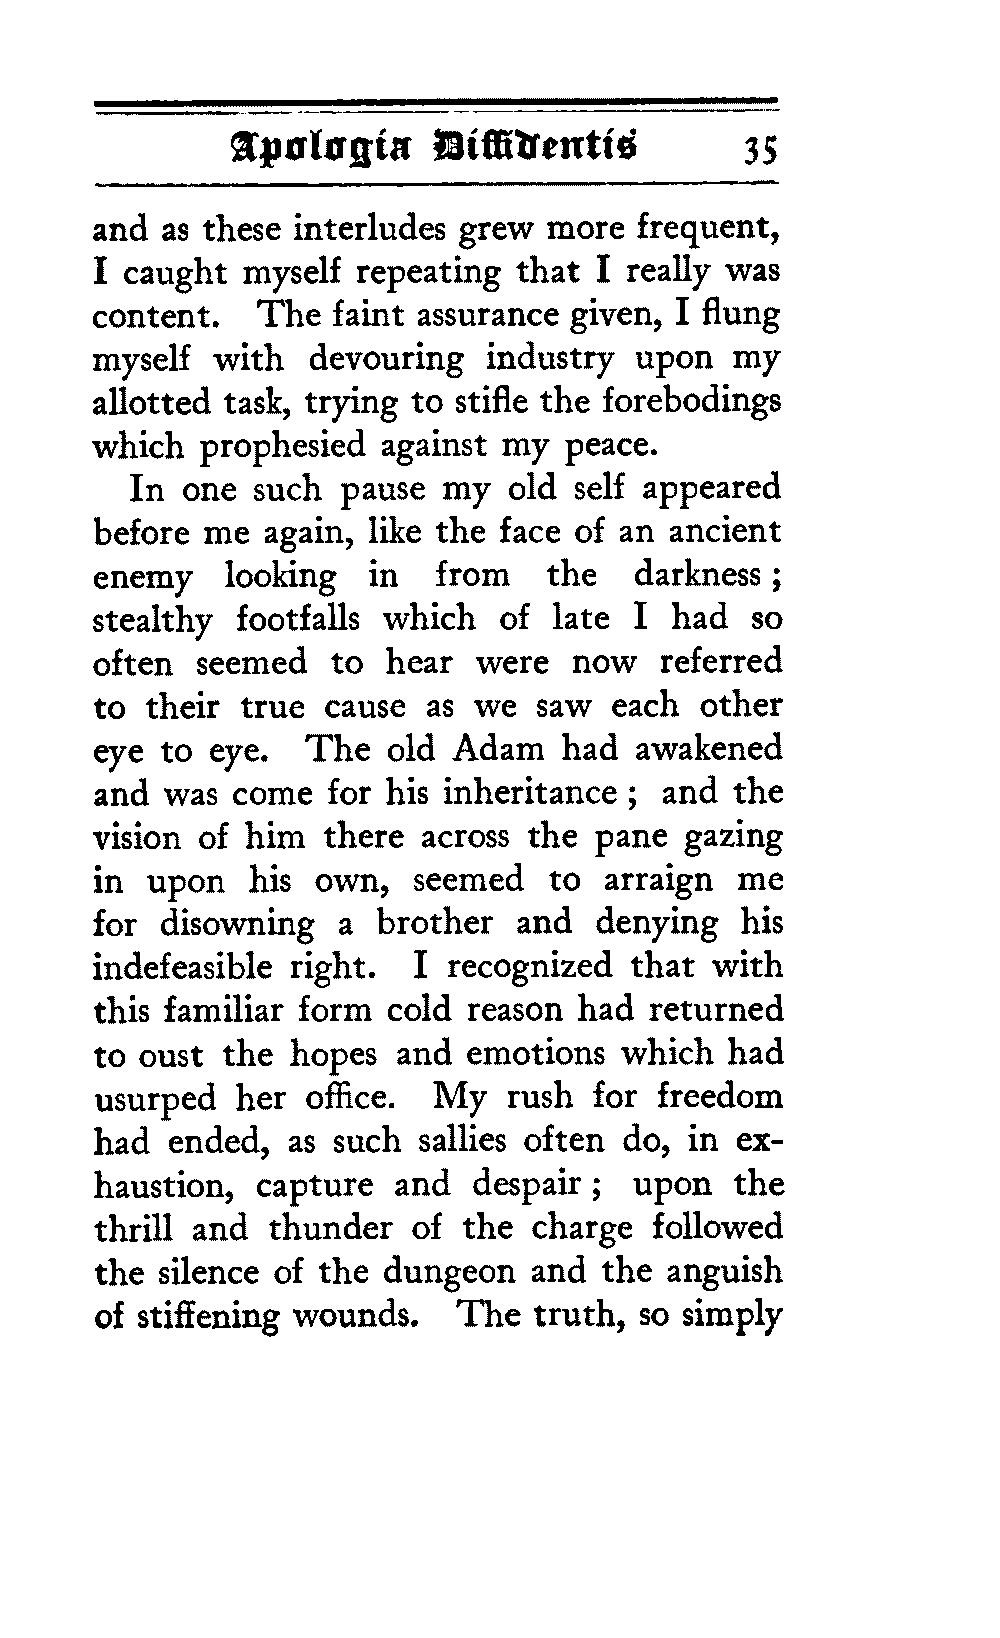 Apologia Diffidentis 35
and as these interludes grew more frequent,
I caught myself repeating that I really was
content. The faint assurance given, I flung
myself with devouring industry upon my
allotted task, trying to stifle the forebodings
which prophesied against my peace.
In one such pause my old self appeared
before me again, like the face of an ancient
enemy looking in from the darkness ;
stealthy footfalls which of late I had so
often seemed to hear were now referred
to their true cause as we saw each other
eye to eye. The old Adam had awakened
and was come for his inheritance ; and the
vision of him there across the pane gazing
in upon his own, seemed to arraign me
for disowning a brother and denying his
indefeasible right. I recognized that with
this familiar form cold reason had returned
to oust the hopes and emotions which had
usurped her office. My rush for freedom
had ended, as such sallies often do, in ex-
haustion, capture and despair ; upon the
thrill and thunder of the charge followed
the silence of the dungeon and the anguish
of stiffening wounds. The truth, so simply